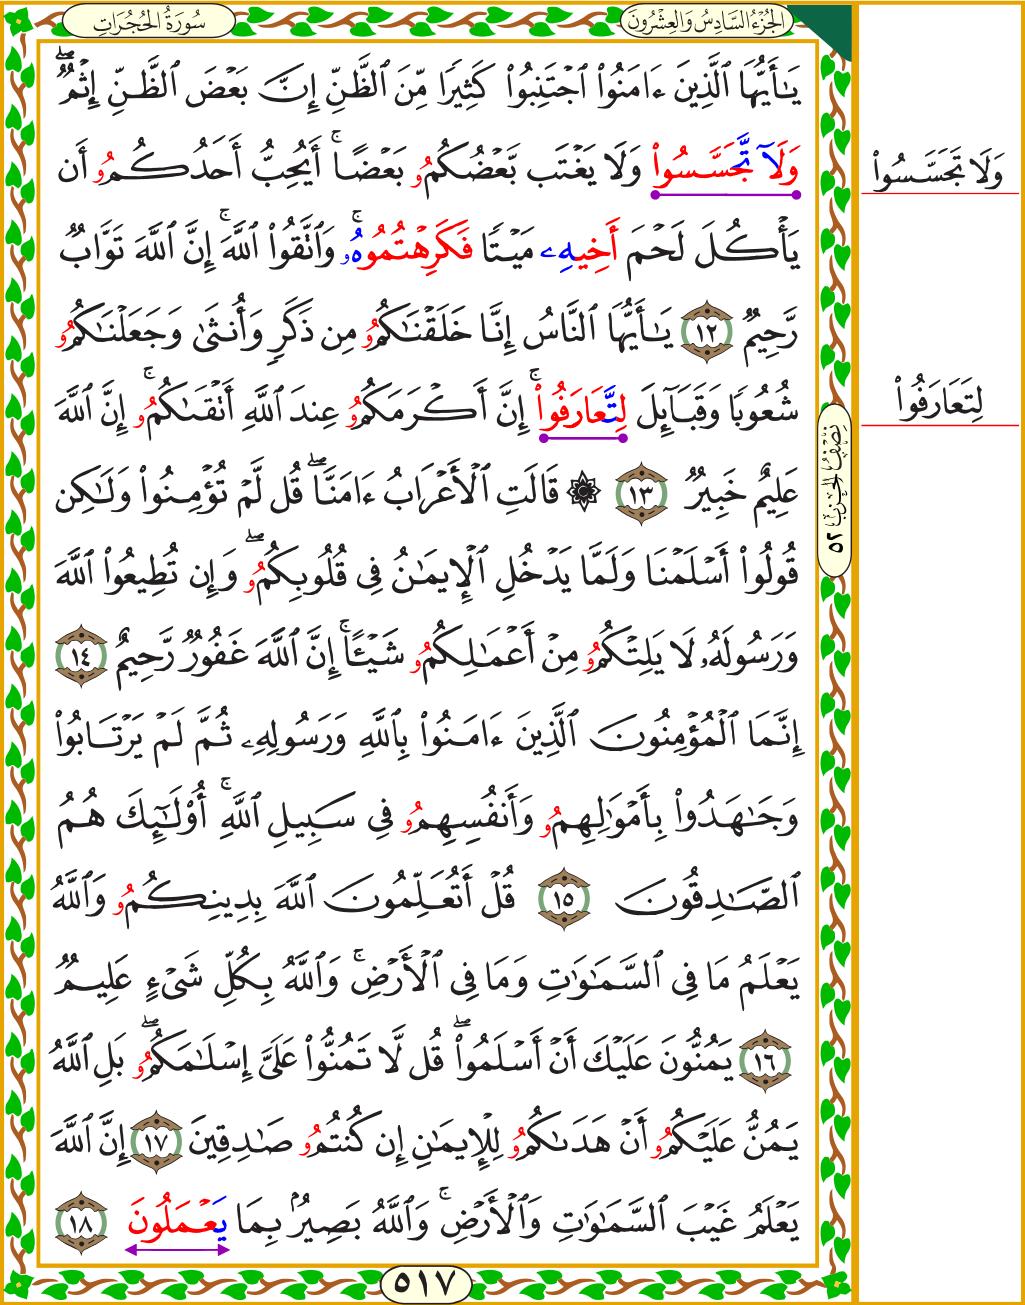 سُورَةُ الحُجُرَاتِ
الجُزْءُ السَّادِسُ وَالعِشْرُونَ
يَـٰٓأَيُّهَا ٱلَّذِينَ ءَامَنُوا۟ ٱجْتَنِبُوا۟ كَثِيرًا مِّنَ ٱلظَّنِّ إِنَّ بَعْضَ ٱلظَّنِّ إِثْمٌ ۖ
وَلَآ تَّجَسَّسُوا۟ وَلَا يَغْتَب بَّعْضُكُمُۥ بَعْضًا ۚ أَيُحِبُّ أَحَدُكُمُۥ أَن
يَأْكُلَ لَحْمَ أَخِيهِۦ مَيْتًا فَكَرِهْتُمُوهُۥ ۚ وَٱتَّقُوا۟ ٱللَّهَ ۚ إِنَّ ٱللَّهَ تَوَّابٌ
رَّحِيمٌ ١٢ يَـٰٓأَيُّهَا ٱلنَّاسُ إِنَّا خَلَقْنَـٰكُمُۥ مِن ذَكَرٍ وَأُنثَىٰ وَجَعَلْنَـٰكُمُۥ
شُعُوبًا وَقَبَآئِلَ لِتَّعَارَفُوٓا۟ ۚ إِنَّ أَكْرَمَكُمُۥ عِندَ ٱللَّهِ أَتْقَىٰكُمُۥ ۚ إِنَّ ٱللَّهَ
عَلِيمٌ خَبِيرٌ ١٣ ۞ قَالَتِ ٱلْأَعْرَابُ ءَامَنَّا ۖ قُل لَّمْ تُؤْمِنُوا۟ وَلَـٰكِن
قُولُوٓا۟ أَسْلَمْنَا وَلَمَّا يَدْخُلِ ٱلْإِيمَـٰنُ فِى قُلُوبِكُمُۥ ۖ وَإِن تُطِيعُوا۟ ٱللَّهَ
وَرَسُولَهُۥ لَا يَلِتْكُمُۥ مِنْ أَعْمَـٰلِكُمُۥ شَيْـًٔا ۚ إِنَّ ٱللَّهَ غَفُورٌ رَّحِيمٌ ١٤
إِنَّمَا ٱلْمُؤْمِنُونَ ٱلَّذِينَ ءَامَنُوا۟ بِٱللَّهِ وَرَسُولِهِۦ ثُمَّ لَمْ يَرْتَابُوا۟
وَجَـٰهَدُوا۟ بِأَمْوَٰلِهِمُۥ وَأَنفُسِهِمُۥ فِى سَبِيلِ ٱللَّهِ ۚ أُو۟لَـٰٓئِكَ هُمُ
ٱلصَّـٰدِقُونَ ١٥ قُلْ أَتُعَلِّمُونَ ٱللَّهَ بِدِينِكُمُۥ وَٱللَّهُ
يَعْلَمُ مَا فِى ٱلسَّمَـٰوَٰتِ وَمَا فِى ٱلْأَرْضِ ۚ وَٱللَّهُ بِكُلِّ شَىْءٍ عَلِيمٌ
١٦ يَمُنُّونَ عَلَيْكَ أَنْ أَسْلَمُوا۟ ۖ قُل لَّا تَمُنُّوا۟ عَلَىَّ إِسْلَـٰمَكُمُۥ ۖ بَلِ ٱللَّهُ
يَمُنُّ عَلَيْكُمُۥ أَنْ هَدَىٰكُمُۥ لِلْإِيمَـٰنِ إِن كُنتُمُۥ صَـٰدِقِينَ ١٧ إِنَّ ٱللَّهَ
يَعْلَمُ غَيْبَ ٱلسَّمَـٰوَٰتِ وَٱلْأَرْضِ ۚ وَٱللَّهُ بَصِيرٌۢ بِمَا يَعْمَلُونَ ١٨
٥١٧
وَلَا تَجَسَّسُوا۟
لِتَعَارَفُوا۟
نِصْفُ الحِزْبِ ٥٢